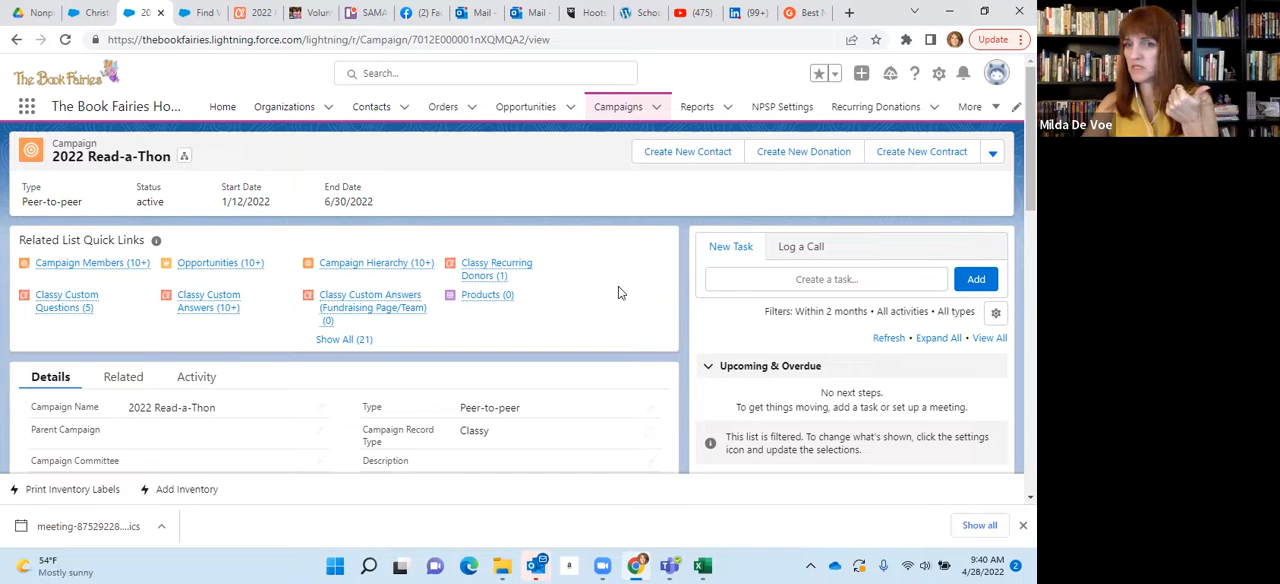 Nonp
Christ
20
Find V
2022
Volun
SAMA
(2) Fac
Mail -
Mail -
Hoots
Schoo
(475)
(99+)
Best N
https://thebookfairies.lightning.force.com/lightning/r/Campaign/7012E000001nXQMQA2/view
Update
The Book Fairies
Search...
The Book Fairies Ho...
Home
Organizations
Contacts
Orders
Opportunities
Campaigns
Reports
NPSP Settings
Recurring Donations
More
Milda De Voe
Campaign
2022 Read-a-Thon
Create New Contact
Create New Donation
Create New Contract
Type
Status
Start Date
End Date
Peer-to-peer
active
1/12/2022
6/30/2022
Related List Quick Links
Campaign Members (10+)
Opportunities (10+)
Campaign Hierarchy (10+)
Classy Recurring
Donors (1)
Classy Custom
Questions (5)
Classy Custom
Answers (10+)
Classy Custom Answers
(Fundraising Page/Team)
(0)
Products (0)
Show All (21)
New Task
Log a Call
Create a task...
Add
Filters: Within 2 months • All activities • All types
Refresh • Expand All • View All
Upcoming & Overdue
No next steps.
To get things moving, add a task or set up a meeting.
This list is filtered. To change what's shown, click the settings
icon and update the selections.
Details
Related
Activity
Campaign Name
2022 Read-a-Thon
Type
Peer-to-peer
Parent Campaign
Campaign Record
Type
Classy
Campaign Committee
Description
Print Inventory Labels
Add Inventory
meeting-87529228....ics
Show all
54°F
Mostly sunny
a
9:40 AM
4/28/2022
2